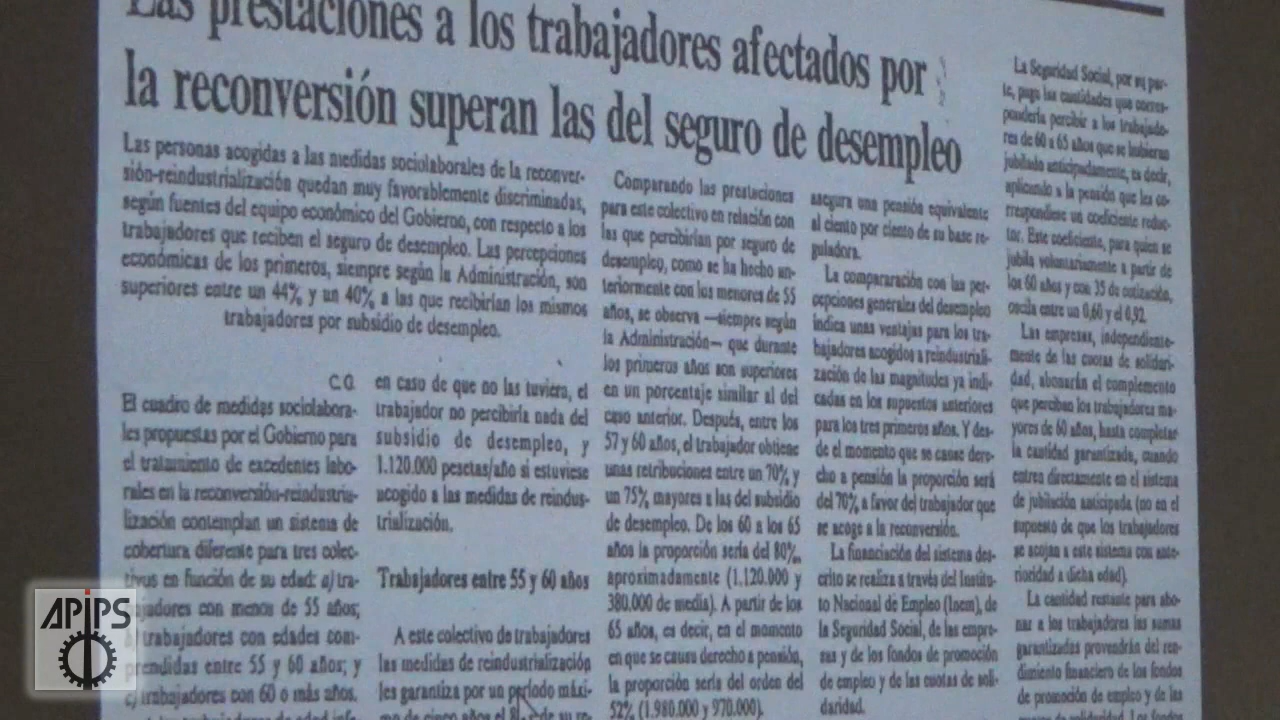 Las prestaciones a los trabajadores afectados por
la reconversión superan las del seguro de desempleo
Las personas acogidas a las medidas sociolaborales de la reconver-
sión-reindustrialización quedan muy favorablemente discriminadas,
según fuentes del equipo económico del Gobierno, con respecto a los
trabajadores que reciben el seguro de desempleo. Las percepciones
económicas de los primeros, siempre según la Administración, son
superiores entre un 44% y un 40% a las que recibirían los mismos
trabajadores por subsidio de desempleo.
C. O.
El cuadro de medidas sociolabora-
les propuestas por el Gobierno para
el tratamiento de excedentes labo-
rales en la reconversión-reindustria-
lización contemplan un sistema de
cobertura diferente para tres colec-
tivos en función de su edad: a) tra-
bajadores con menos de 55 años;
b) trabajadores con edades com-
prendidas entre 55 y 60 años; y
c) trabajadores con 60 o más años.
en caso de que no las tuviera, el
trabajador no percibiría nada del
subsidio de desempleo, y
1.120.000 pesetas/año si estuviese
acogido a las medidas de reindus-
trialización.
Trabajadores entre 55 y 60 años
A este colectivo de trabajadores
las medidas de reindustrialización
les garantiza por un período máxi-
mo de cinco años el
Comparando las prestaciones
para este colectivo en relación con
las que percibirían por seguro de
desempleo, como se ha hecho an-
teriormente con los menores de 55
años, se observa —siempre según
la Administración— que durante
los primeros años son superiores
en un porcentaje similar al del
caso anterior. Después, entre los
57 y 60 años, el trabajador obtiene
unas retribuciones entre un 70% y
un 75% mayores a las del subsidio
de desempleo. De los 60 a los 65
años la proporción sería del 80%
aproximadamente (1.120.000 y
380.000 de media). A partir de los
65 años, es decir, en el momento
en que se causa derecho a pensión,
la proporción sería del orden del
52% (1.980.000 y 970.000).
asegura una pensión equivalente
al ciento por ciento de su base re-
guladora.
La compararación con las per-
cepciones generales del desempleo
indica unas ventajas para los tra-
bajadores acogidos a reindustriali-
zación de las magnitudes ya indi-
cadas en los supuestos anteriores
para los tres primeros años. Y des-
de el momento que se cause dere-
cho a pensión la proporción será
del 70% a favor del trabajador que
se acoge a la reconversión.
La financiación del sistema des-
crito se realiza a través del Institu-
to Nacional de Empleo (Inem), de
la Seguridad Social, de las empre-
sas y de los fondos de promoción
de empleo y de las cuotas de soli-
daridad.
La Seguridad Social, por su par-
te, paga las cantidades que corres-
pondería percibir a los trabajado-
res de 60 a 65 años que se hubieran
jubilado anticipadamente, es decir,
aplicando a la pensión que les co-
rrespondiese un coeficiente reduc-
tor. Este coeficiente, para quien se
jubila voluntariamente a partir de
los 60 años y con 35 de cotización,
oscila entre un 0,60 y el 0,92.
Las empresas, independiente-
mente de las cuotas de solidari-
dad, abonarán el complemento
que perciban los trabajadores ma-
yores de 60 años, hasta completar
la cantidad garantizada, cuando
entren directamente en el sistema
de jubilación anticipada (no en el
supuesto de que los trabajadores
se acojan a este sistema con ante-
rioridad a dicha edad).
La cantidad restante para abo-
nar a los trabajadores las sumas
garantizadas provendrán del ren-
dimiento financiero de los fondos
de promoción de empleo y de las
APIPS